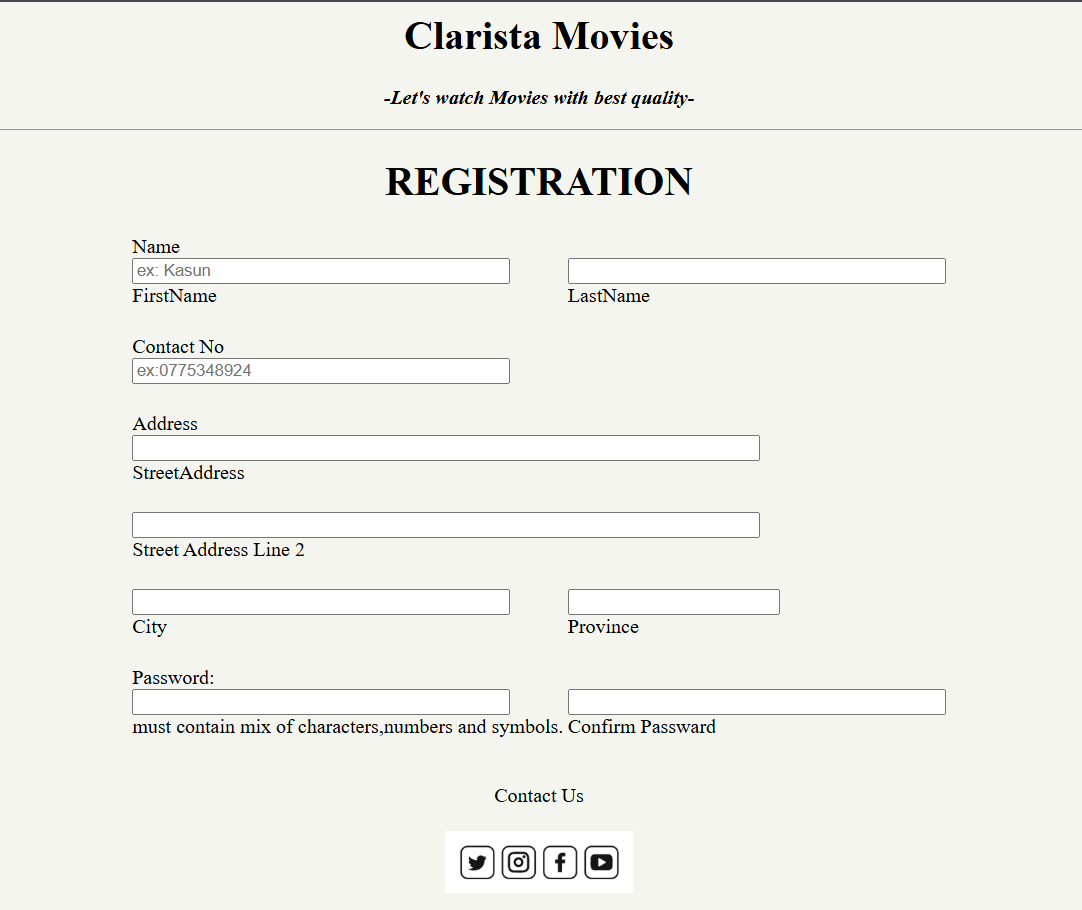 Clarista Movies
-Let's watch Movies with best quality-
REGISTRATION
Name
ex: Kasun
FirstName LastName
Contact No
ex:0775348924
Address
StreetAddress
Street Address Line 2
City Province
Password:
must contain mix of characters,numbers and symbols. Confirm Passward
Contact Us